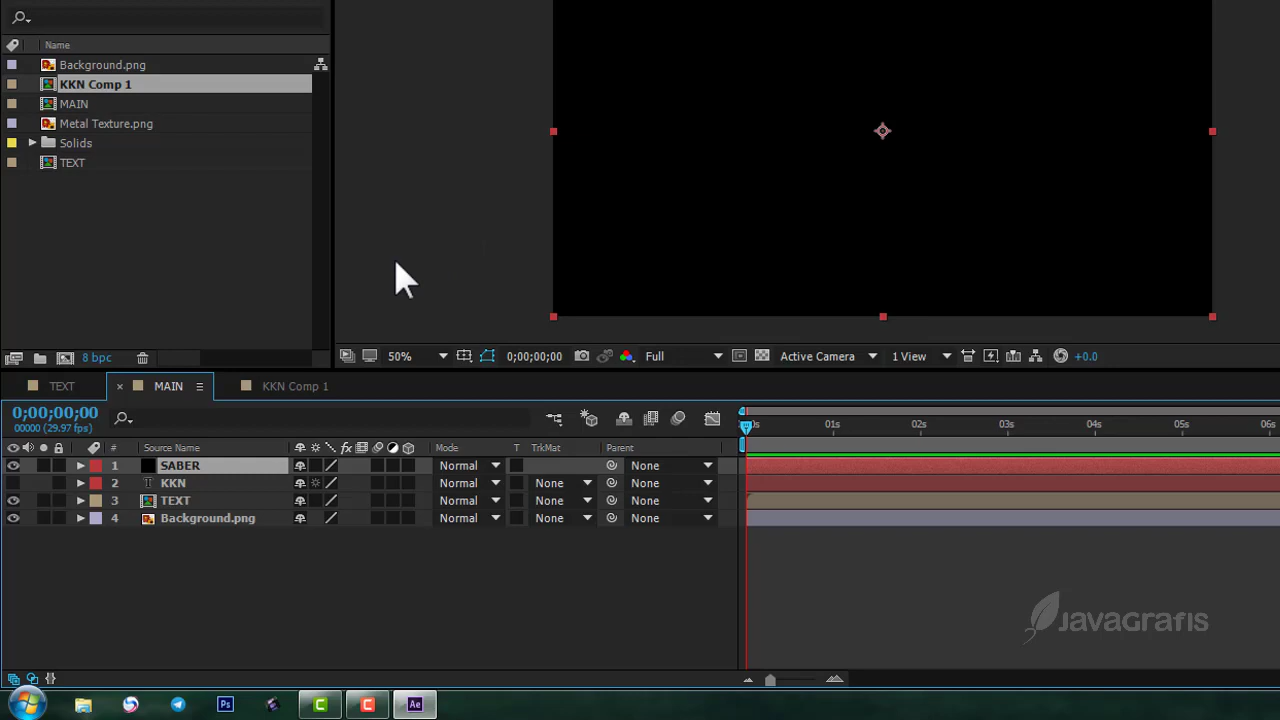 Name
Background.png
KKN Comp 1
MAIN
Metal Texture.png
Solids
TEXT
8 bpc
50%
0;00;00;00
Full
Active Camera
1 View
+0.0
TEXT
MAIN
KKN Comp 1
0;00;00;00
00000 (29.97 fps)
01s
02s
03s
04s
05s
06s
# Source Name Mode T TrkMat Parent
1 SABER Normal None
2 KKN Normal None None
3 TEXT Normal None None
4 Background.png Normal None None
Javagrafis
Ps
Ae